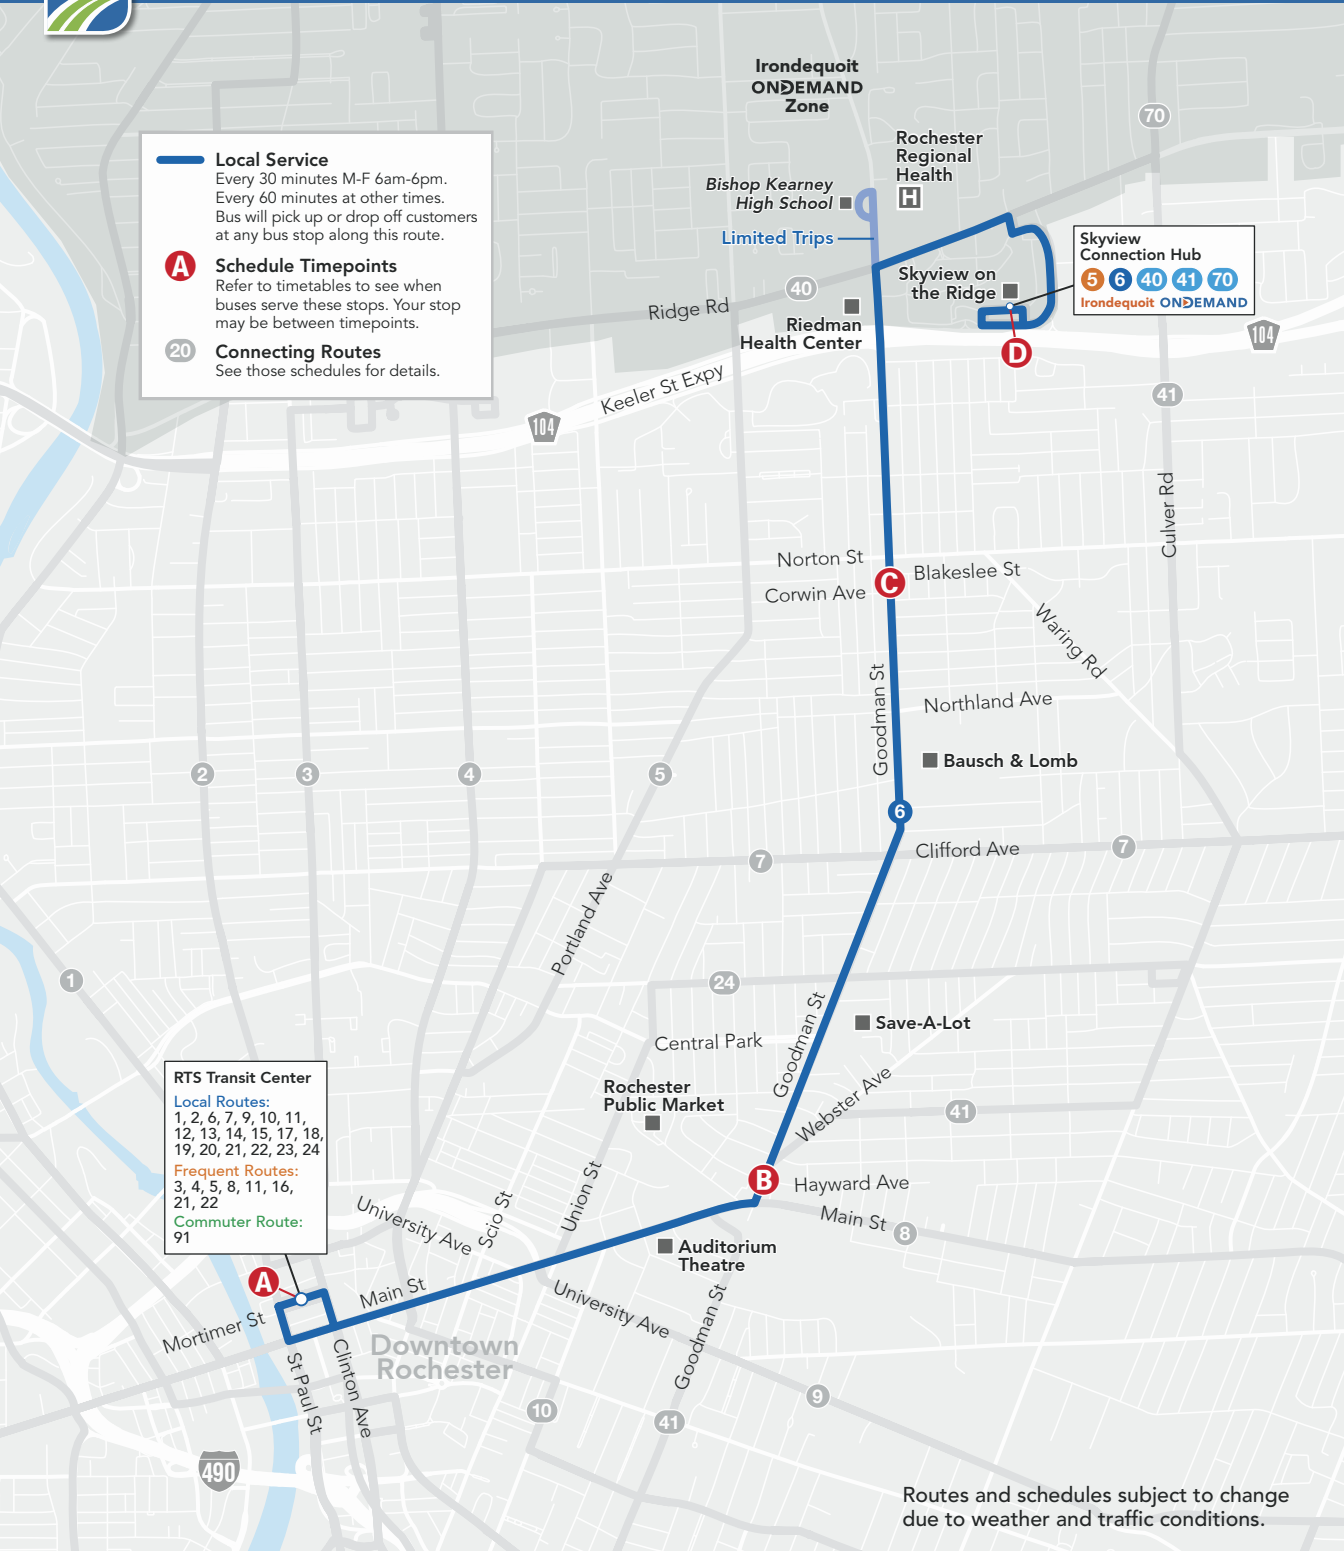 Irondequoit
ONDEMAND
Zone
70
Rochester
Regional
Health
H
Bishop Kearney
High School
Limited Trips
Local Service
Every 30 minutes M-F 6am-6pm.
Every 60 minutes at other times.
Bus will pick up or drop off customers
at any bus stop along this route.
A
Schedule Timepoints
Refer to timetables to see when
buses serve these stops. Your stop
may be between timepoints.
20
Connecting Routes
See those schedules for details.
Skyview
Connection Hub
5 6 40 41 70
Irondequoit ONDEMAND
Skyview on
the Ridge
40
Ridge Rd
Riedman
Health Center
D
104
Keeler St Expy
104
41
Culver Rd
Norton St
C
Blakeslee St
Corwin Ave
Waring Rd
Goodman St
Northland Ave
Bausch & Lomb
2
3
4
5
6
7
Clifford Ave
7
Portland Ave
1
24
Goodman St
Save-A-Lot
Central Park
Rochester
Public Market
Webster Ave
41
RTS Transit Center
Local Routes:
1, 2, 6, 7, 9, 10, 11,
12, 13, 14, 15, 17, 18,
19, 20, 21, 22, 23, 24
Frequent Routes:
3, 4, 5, 8, 11, 16,
21, 22
Commuter Route:
91
B
Hayward Ave
Main St
8
University Ave
Scio St
Union St
Auditorium
Theatre
A
Main St
University Ave
Mortimer St
Goodman St
Downtown
Rochester
St Paul St
Clinton Ave
9
10
41
490
Routes and schedules subject to change
due to weather and traffic conditions.